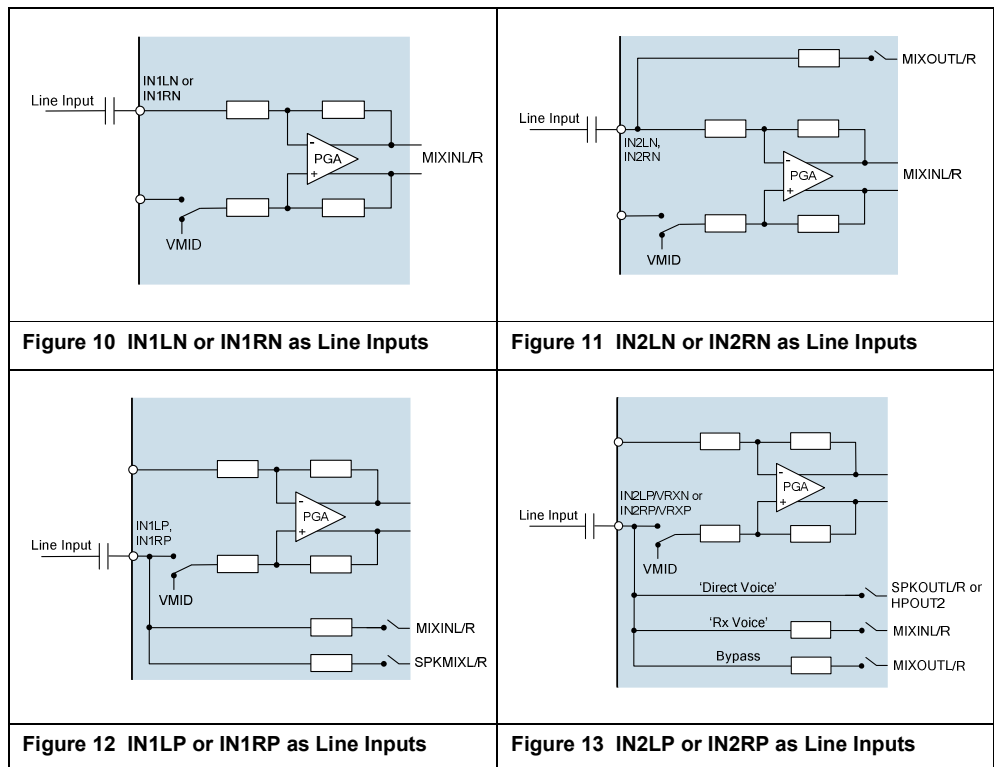 IN1LN or
IN1RN
Line Input
-
PGA
+
MIXINL/R
VMID
Figure 10 IN1LN or IN1RN as Line Inputs
MIXOUTL/R
Line Input
IN2LN,
IN2RN
-
PGA
+
MIXINL/R
VMID
Figure 11 IN2LN or IN2RN as Line Inputs
-
PGA
+
IN1LP,
IN1RP
Line Input
VMID
MIXINL/R
SPKMIXL/R
Figure 12 IN1LP or IN1RP as Line Inputs
-
PGA
+
IN2LP/VRXN or
IN2RP/VRXP
Line Input
VMID
'Direct Voice'
SPKOUTL/R or
HPOUT2
'Rx Voice'
MIXINL/R
Bypass
MIXOUTL/R
Figure 13 IN2LP or IN2RP as Line Inputs